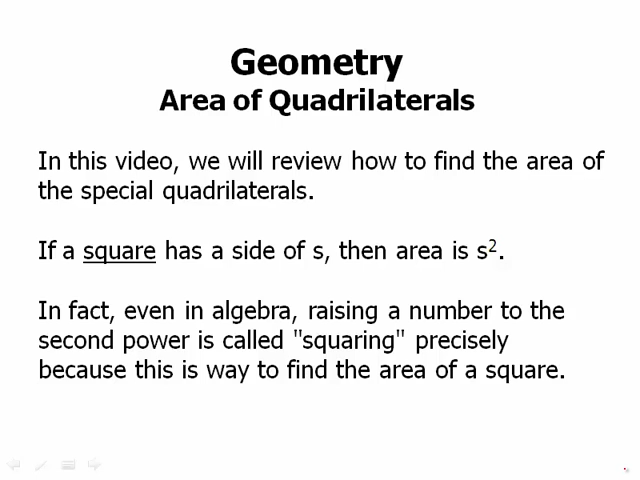 Geometry
Area of Quadrilaterals
In this video, we will review how to find the area of
the special quadrilaterals.
If a square has a side of s, then area is s².
In fact, even in algebra, raising a number to the
second power is called "squaring" precisely
because this is way to find the area of a square.